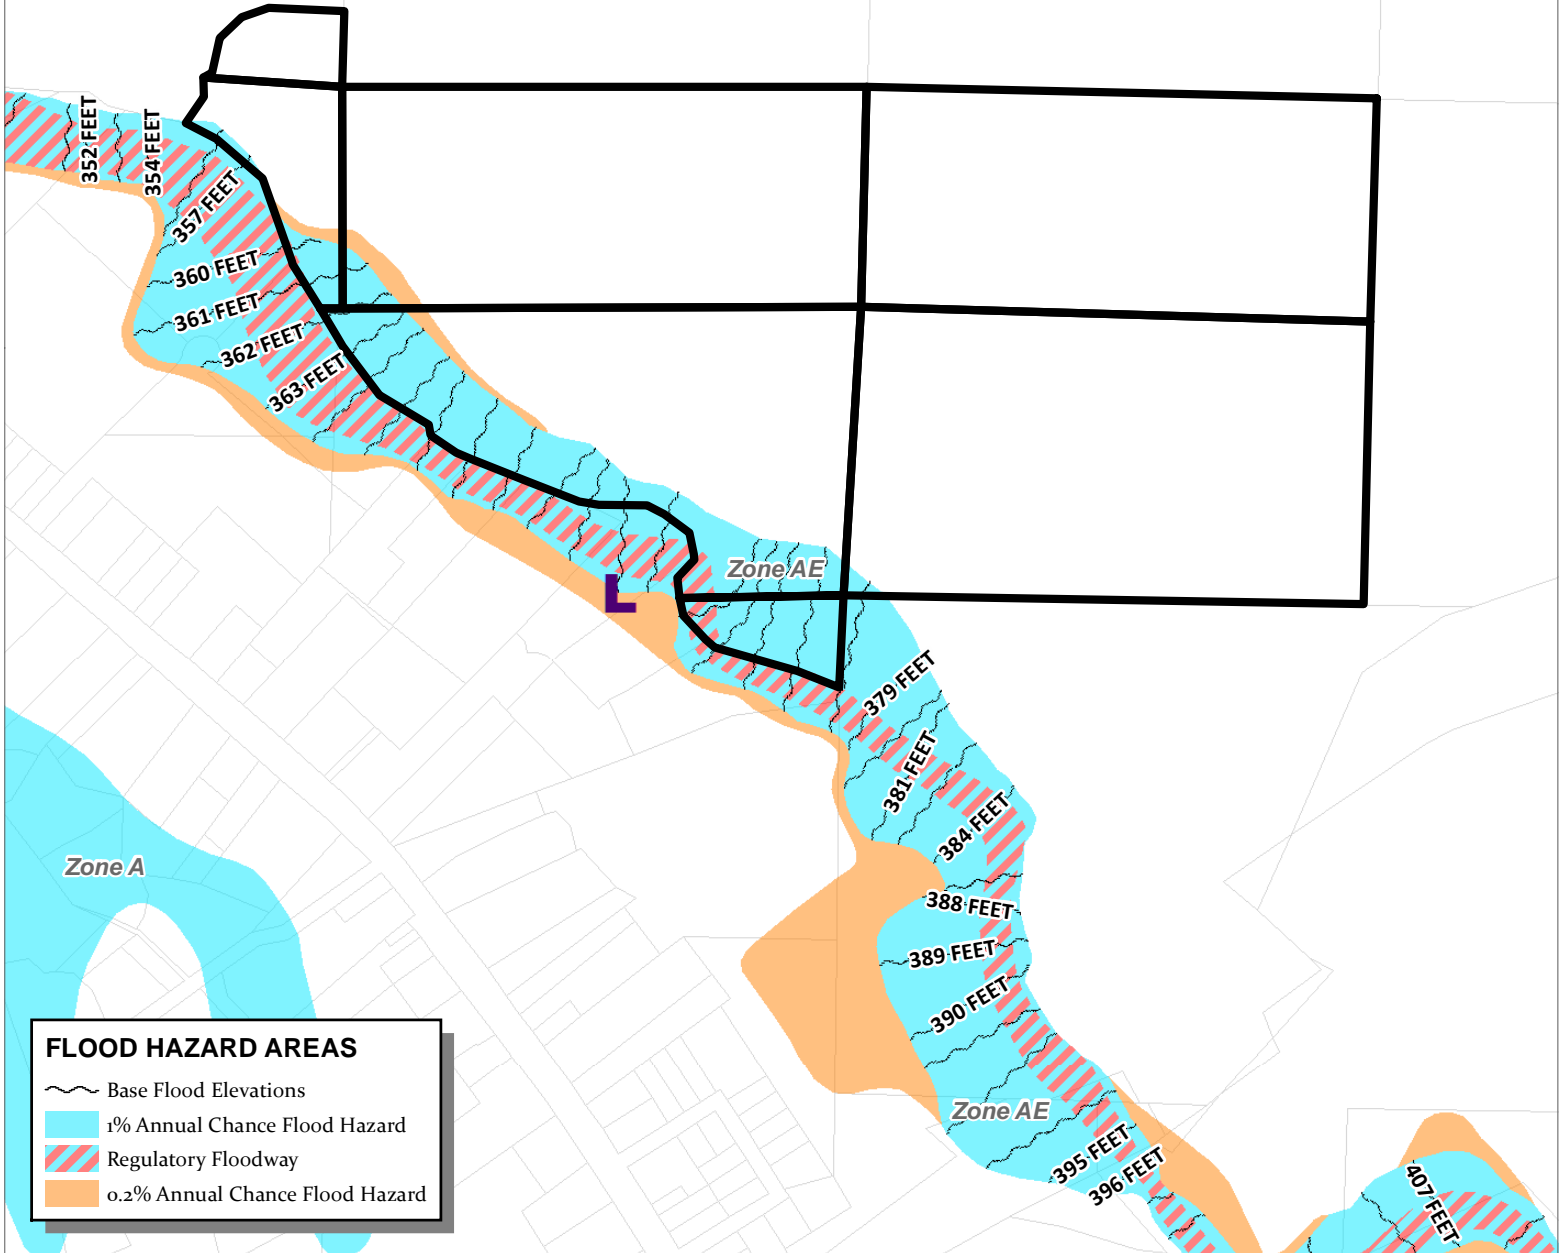 352 FEET
354 FEET
357 FEET
360 FEET
361 FEET
362 FEET
363 FEET
Zone AE
L
379 FEET
381 FEET
384 FEET
Zone A
388 FEET
389 FEET
390 FEET
Zone AE
395 FEET
396 FEET
407 FEET
FLOOD HAZARD AREAS
Base Flood Elevations
1% Annual Chance Flood Hazard
Regulatory Floodway
0.2% Annual Chance Flood Hazard